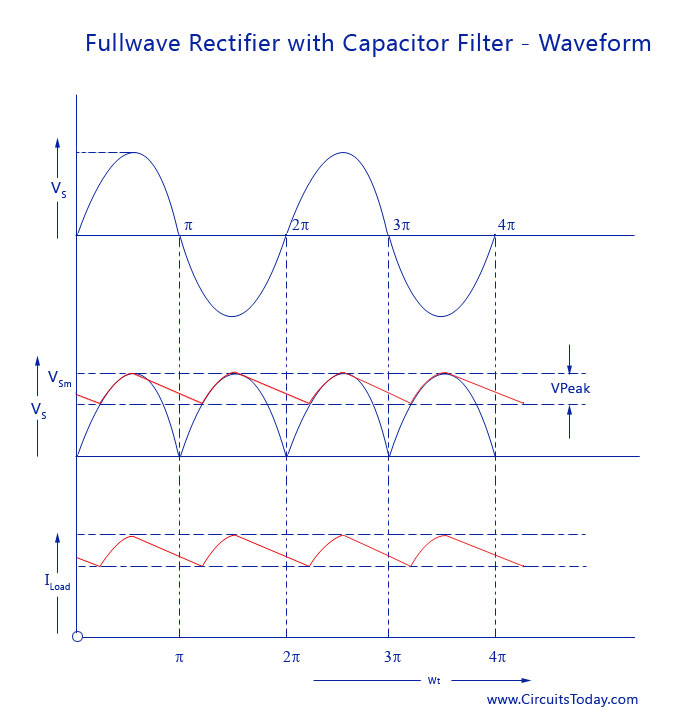 Fullwave Rectifier with Capacitor Filter - Waveform
VS
π 2π 3π 4π
VSm
VS
VPeak
ILoad
π 2π 3π 4π
Wt
www.CircuitsToday.com